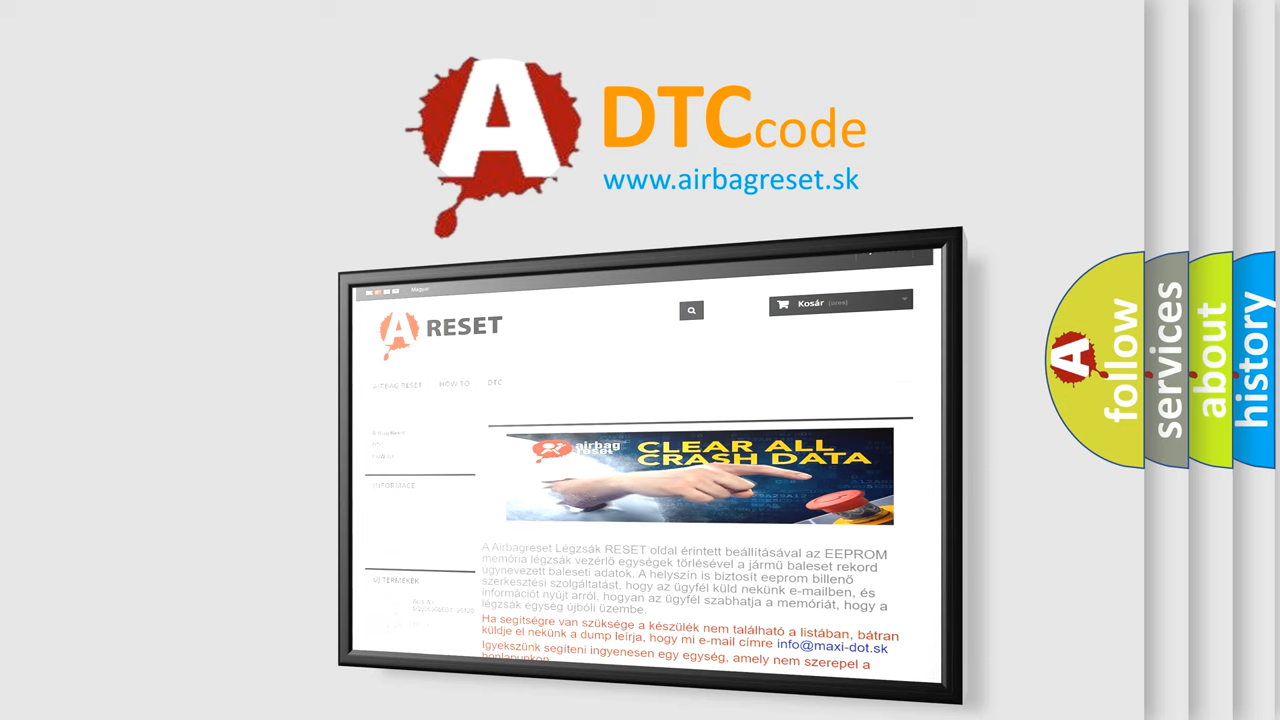 A
DTCcode
www.airbagreset.sk
Magyar
Kosár (üres)
A RESET
AIRBAG RESET HOW TO DTC
DTC
INFORMACE
airbag
reset
CLEAR ALL
CRASH DATA
ÚJ TERMÉKEK
A Airbagreset Légzsák RESET oldal érintett beállításával az EEPROM
memória légzsák vezérlő egységek törlésével a jármű baleset rekord
úgynevezett baleseti adatok. A helyszín is biztosít eeprom billenő
szerkesztési szolgáltatást, hogy az ügyfél küld nekünk e-mailben, és
információt nyújt arról, hogyan az ügyfél szabhatja a memóriát, hogy a
légzsák egység újbóli üzembe.
Ha segítségre van szüksége a készülék nem található a listában, bátran
küldje el nekünk a dump leírja, hogy mi e-mail címre info@maxi-dot.sk
Igyekszünk segíteni ingyenesen egy egység, amely nem szerepel a
honlapunkon
A follow
services
about
history